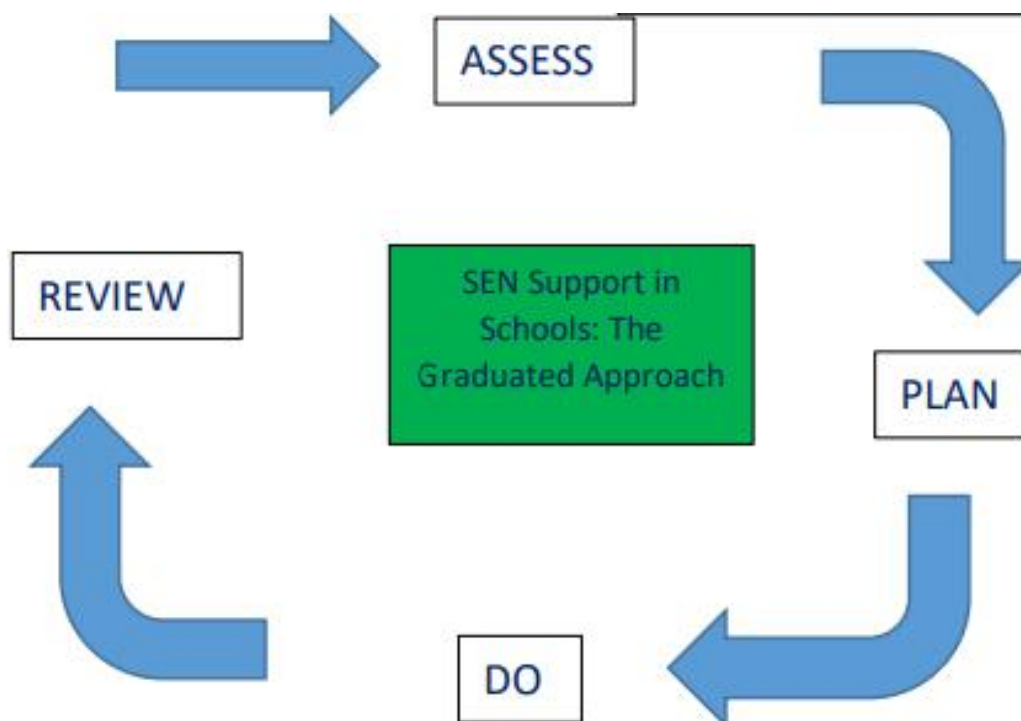 ASSESS
REVIEW
SEN Support in
Schools: The
Graduated Approach
PLAN
DO